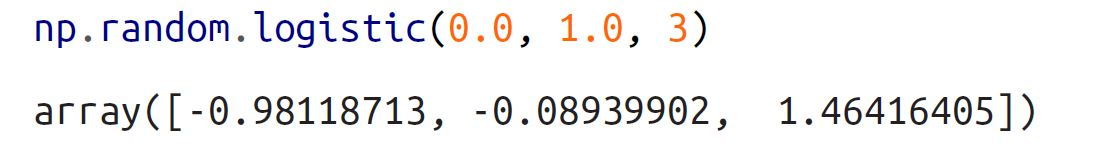 np.random.logistic(0.0, 1.0, 3)
array([-0.98118713, -0.08939902,  1.46416405])